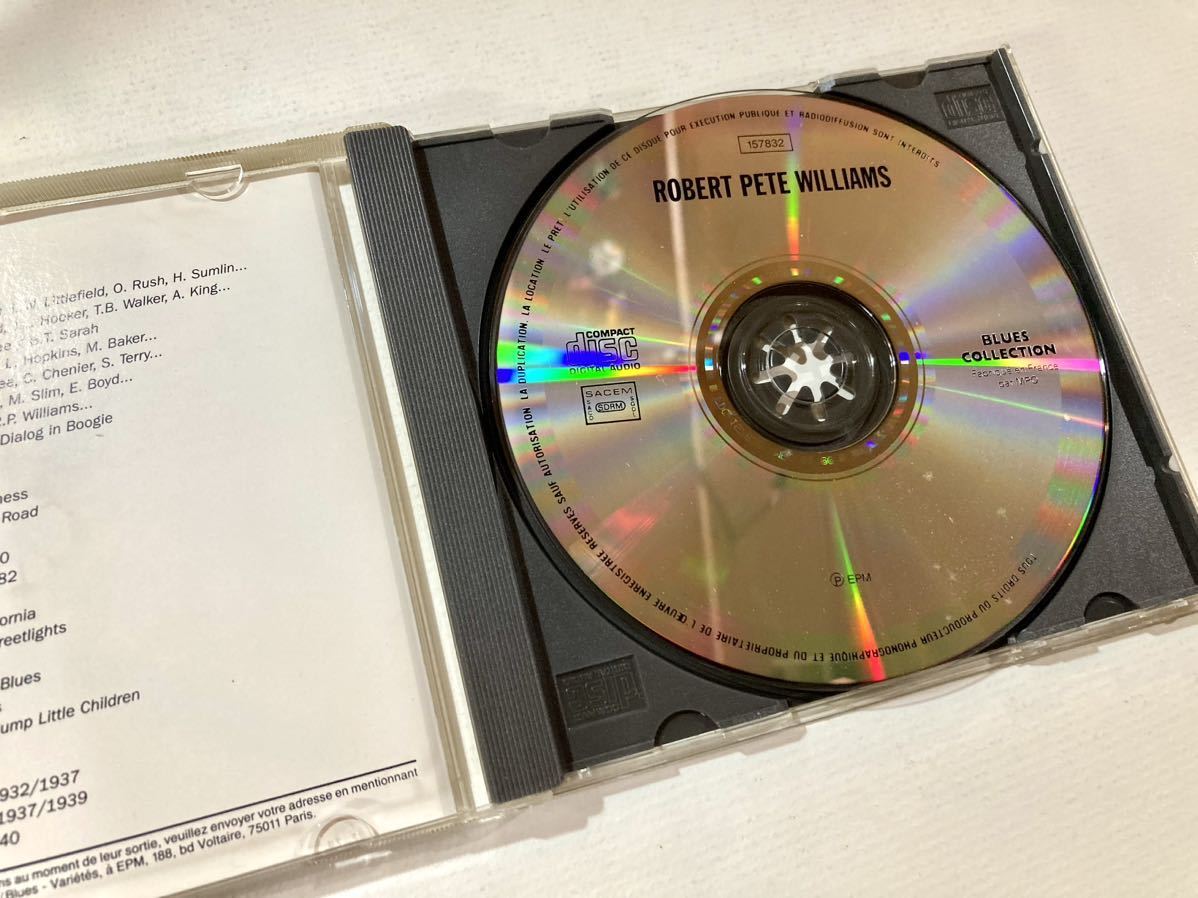 Littlefield, O. Rush, H. Sumlin...
Hooker, T.B. Walker, A. King...
B.T. Sarah
L. Hopkins, M. Baker...
C. Chenier, S. Terry...
M. Slim, E. Boyd...
R.P. Williams...
Dialog in Boogie
Road
82
Blues
ump Little Children
932/1937
1937/1939
40
ns au moment de leur sortie, veuillez envoyer votre adresse en mentionnant
/Blues - Variétés, à EPM, 188, bd Voltaire, 75011 Paris.
157832
ROBERT PETE WILLIAMS
COMPACT
disc
DIGITAL AUDIO
SACEM
SACD
SDRM
SGDL
BLUES
COLLECTION
Fabriqué en France
par MPO
Ⓟ EPM
TOUS DROITS DU PRODUCTEUR PHONOGRAPHIQUE ET DU PROPRIETAIRE DE L'ŒUVRE ENREGISTREE RESERVES SAUF AUTORISATION LA DUPLICATION, LA LOCATION, LE PRET, L'UTILISATION DE CE DISQUE POUR EXECUTION PUBLIQUE ET RADIODIFFUSION SONT INTERDITS